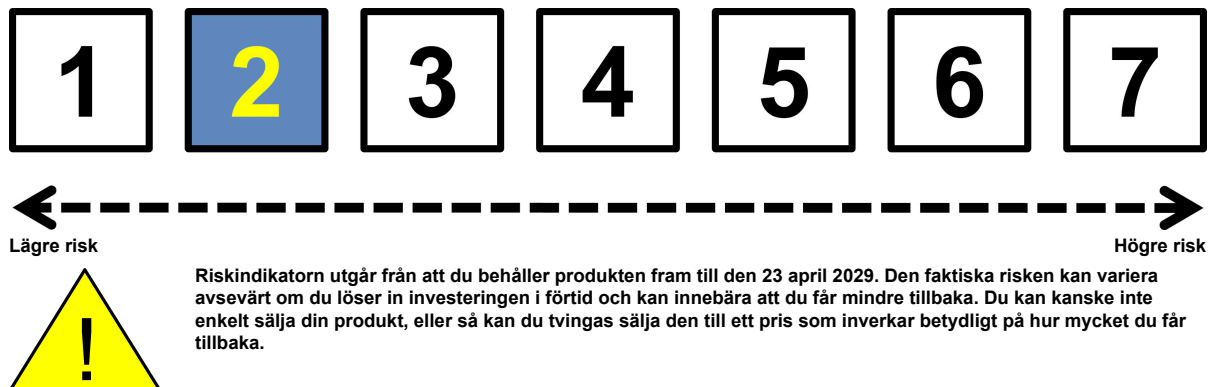 1 2 3 4 5 6 7
Lägre risk Högre risk
Riskindikatorn utgår från att du behåller produkten fram till den 23 april 2029. Den faktiska risken kan variera
avsevärt om du löser in investeringen i förtid och kan innebära att du får mindre tillbaka. Du kan kanske inte
enkelt sälja din produkt, eller så kan du tvingas sälja den till ett pris som inverkar betydligt på hur mycket du får
tillbaka.
!